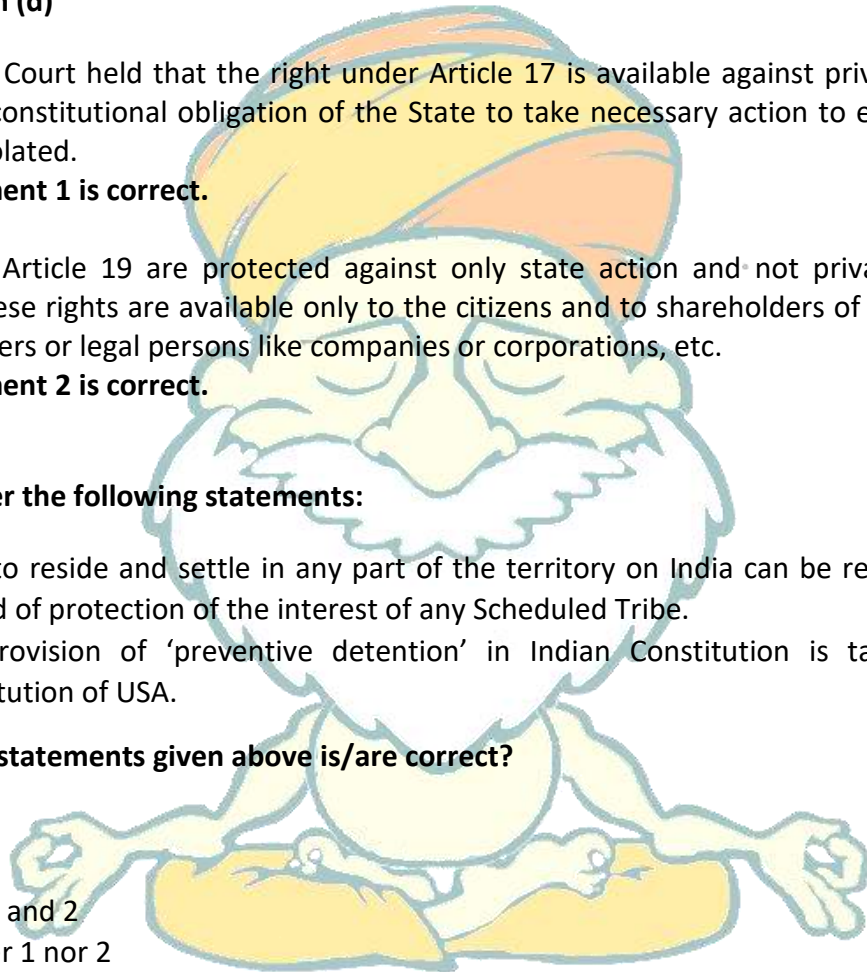 n (d)
Court held that the right under Article 17 is available against priv
constitutional obligation of the State to take necessary action to e
olated.
nent 1 is correct.
Article 19 are protected against only state action and not priva
ese rights are available only to the citizens and to shareholders of
ers or legal persons like companies or corporations, etc.
nent 2 is correct.
er the following statements:
to reside and settle in any part of the territory on India can be re
d of protection of the interest of any Scheduled Tribe.
rovision of ‘preventive detention’ in Indian Constitution is ta
tution of USA.
statements given above is/are correct?
and 2
r 1 nor 2